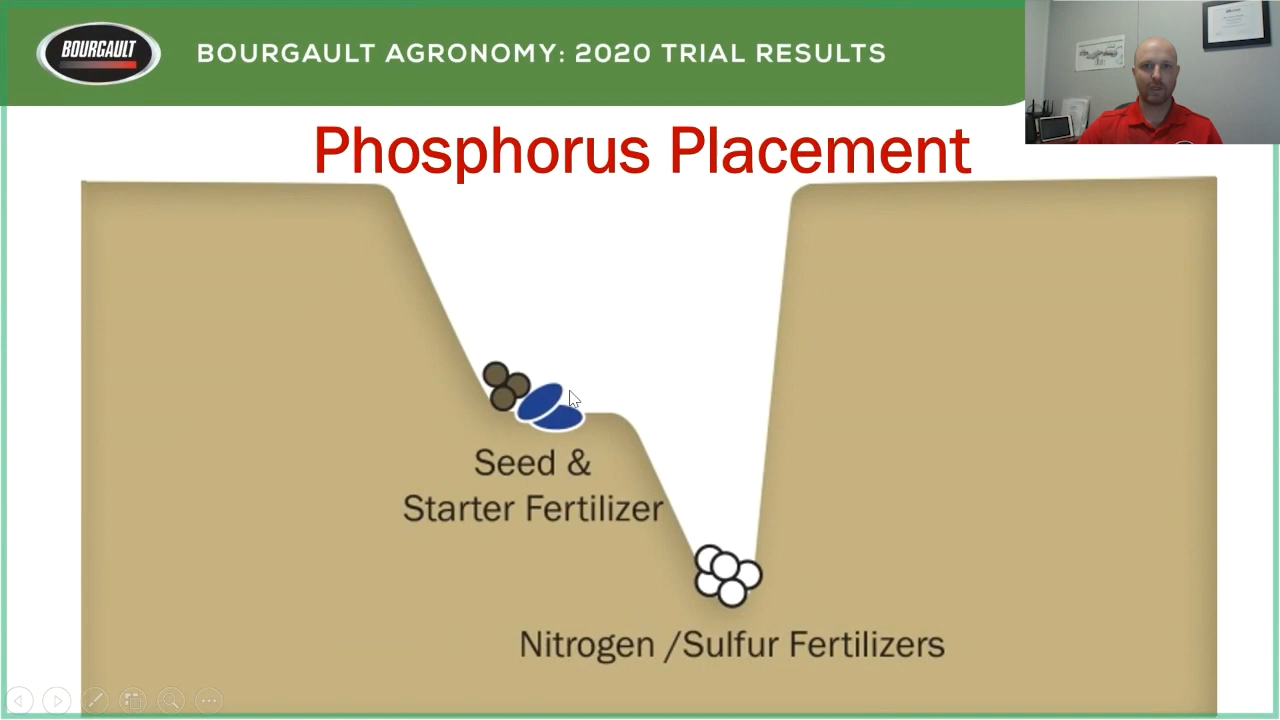 BOURGAULT
BOURGAULT AGRONOMY: 2020 TRIAL RESULTS
Phosphorus Placement
Seed &
Starter Fertilizer
Nitrogen /Sulfur Fertilizers